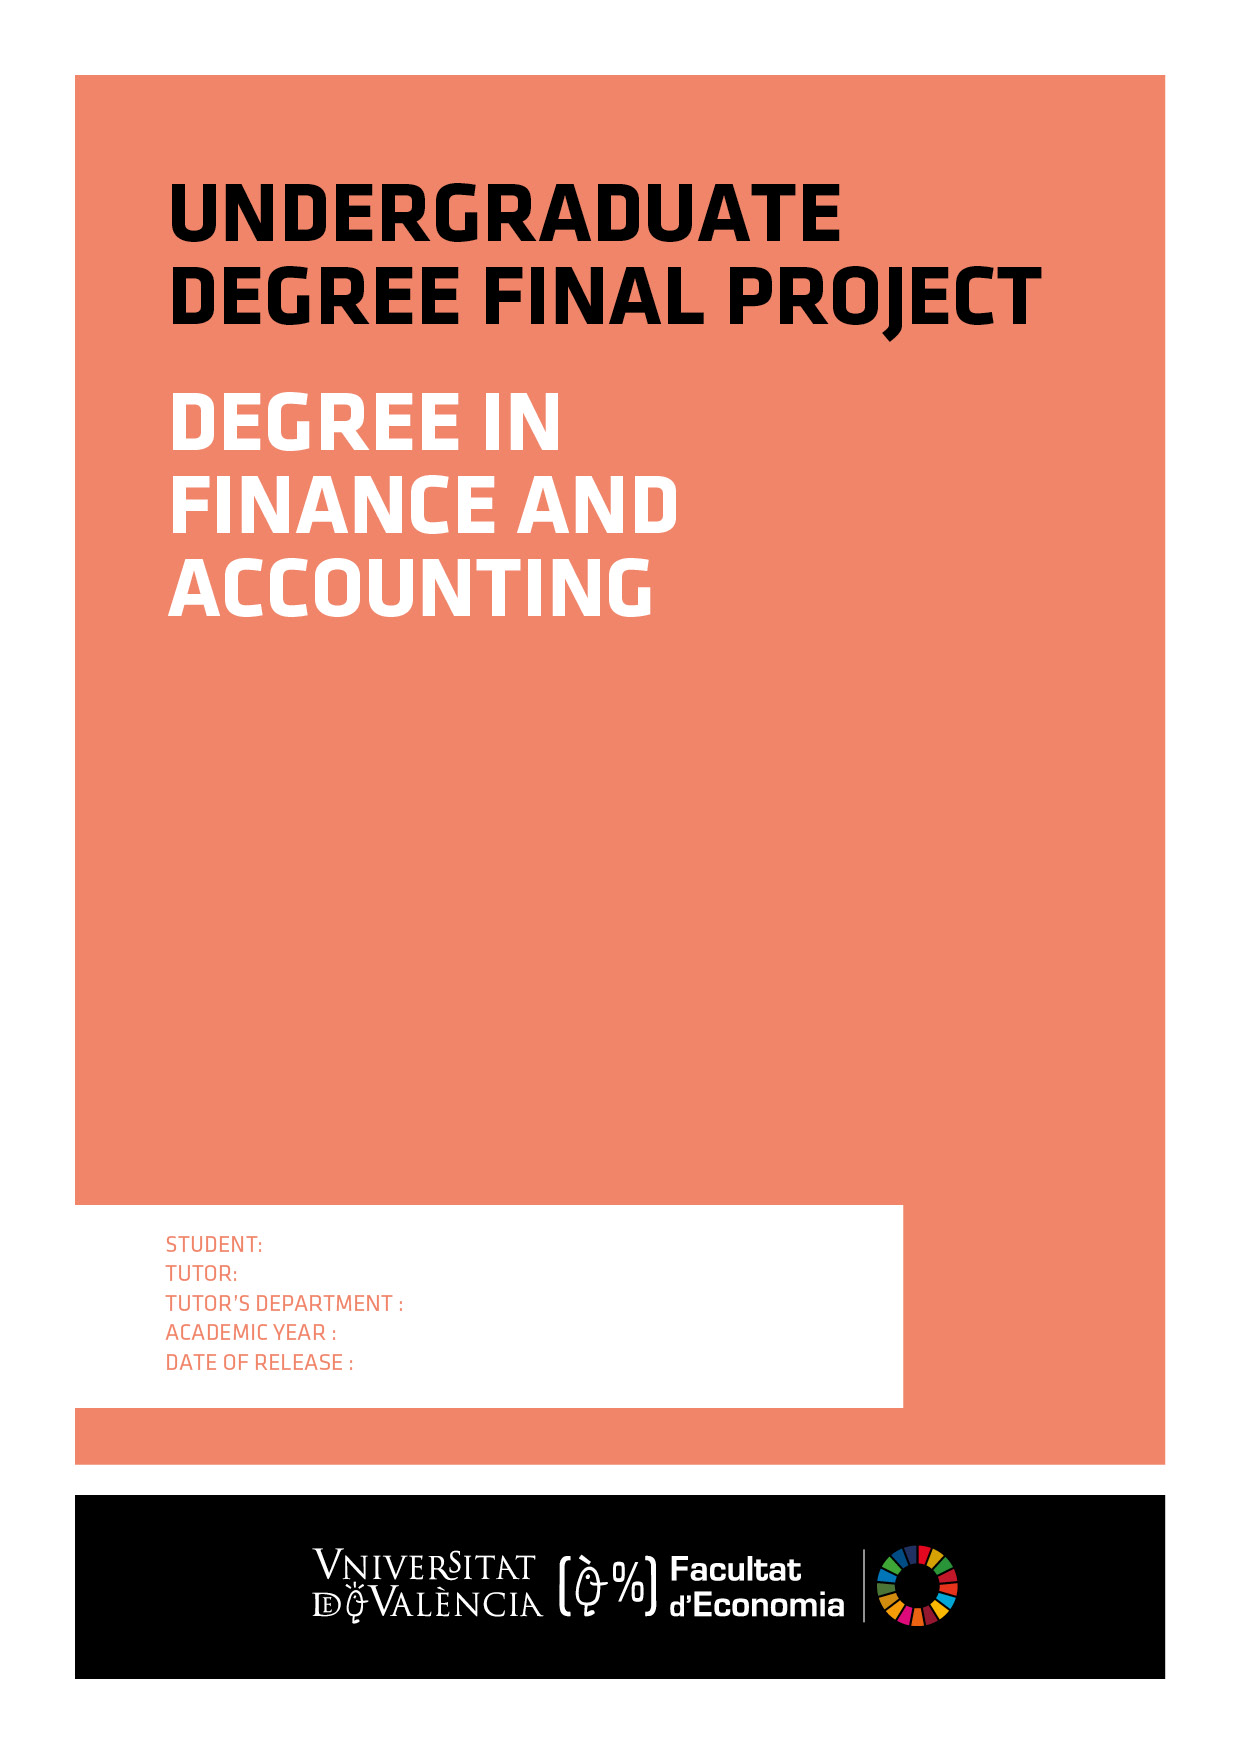 UNDERGRADUATE
DEGREE FINAL PROJECT
DEGREE IN
FINANCE AND
ACCOUNTING
STUDENT:
TUTOR:
TUTOR'S DEPARTMENT :
ACADEMIC YEAR :
DATE OF RELEASE :
VNIVERSITAT
DE VALÈNCIA
[%]
Facultat
d'Economia